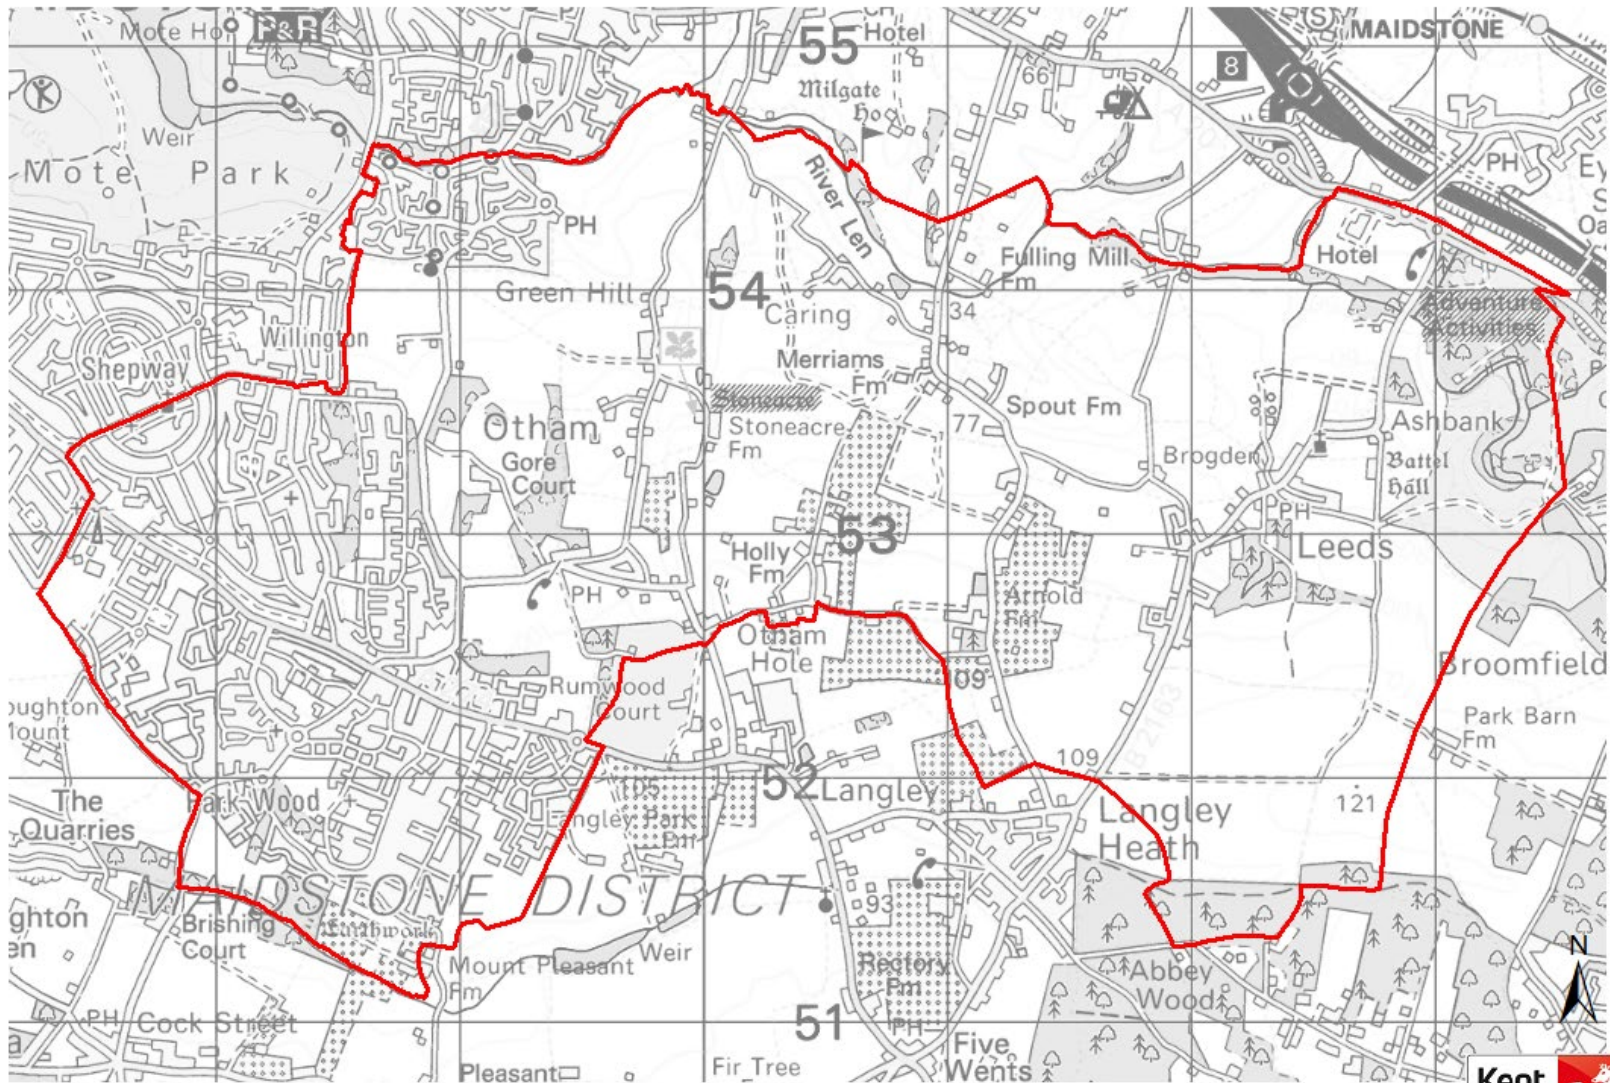 P&R
55
Hotel
S
MAIDSTONE
8
66
Milgate
Ho
Weir
Mote Park
PH
PH
River Len
Fulling Mill
Fm
Hotel
54
Green Hill
Caring
34
Adventure
Activities
Willington
Shepway
Merriams
Fm
Stoneacre
Spout Fm
Otham
Stoneacre
Fm
77
Ashbank
Gore
Court
Brogden
Battel
Hall
PH
53
Leeds
Holly
Fm
PH
Arnold
Fm
Otham
Hole
109
Broomfield
Rumwood
Court
B 2163
Park Barn
Fm
109
The
Quarries
Park Wood
105
52
Langley
121
Langley Park
Fm
Langley
Heath
MAIDSTONE DISTRICT
93
Brishing
Court
Earthwork
Mount Pleasant
Fm
Weir
Rectory
Fm
Abbey
Wood
N
PH
Cock Street
51
PH
Five
Wents
Pleasant
Fir Tree
Kent